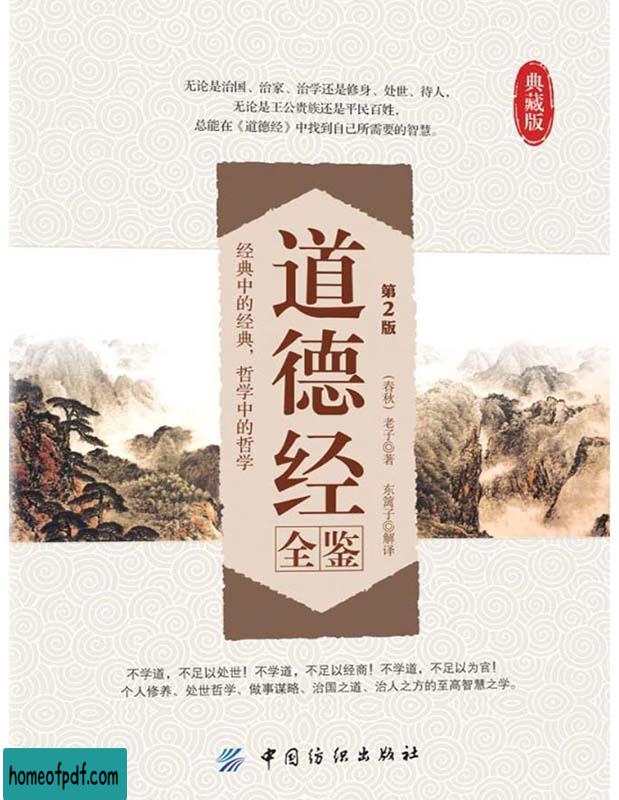 无论是治国、治家、治学还是修身、处世、待人，
无论是王公贵族还是平民百姓，
总能在《道德经》中找到自己所需要的智慧。
典藏版
道德经
全鉴
第2版
（春秋）老子◎著
东篱子◎解译
经典中的经典，哲学中的哲学
不学道，不足以处世！不学道，不足以经商！不学道，不足以为官！
个人修养、处世哲学、做事谋略、治国之道、治人之方的至高智慧之学。
中国纺织出版社
homeofpdf.com